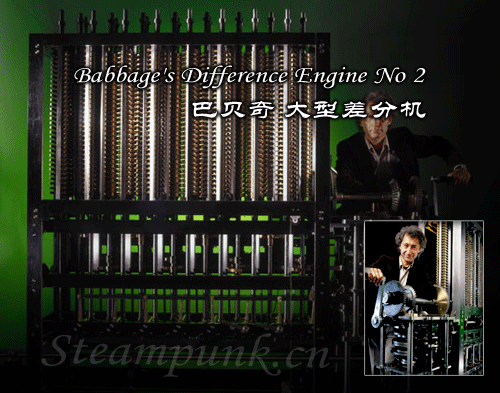 Babbage's Difference Engine No 2
巴贝奇 大型差分机
Steampunk.cn